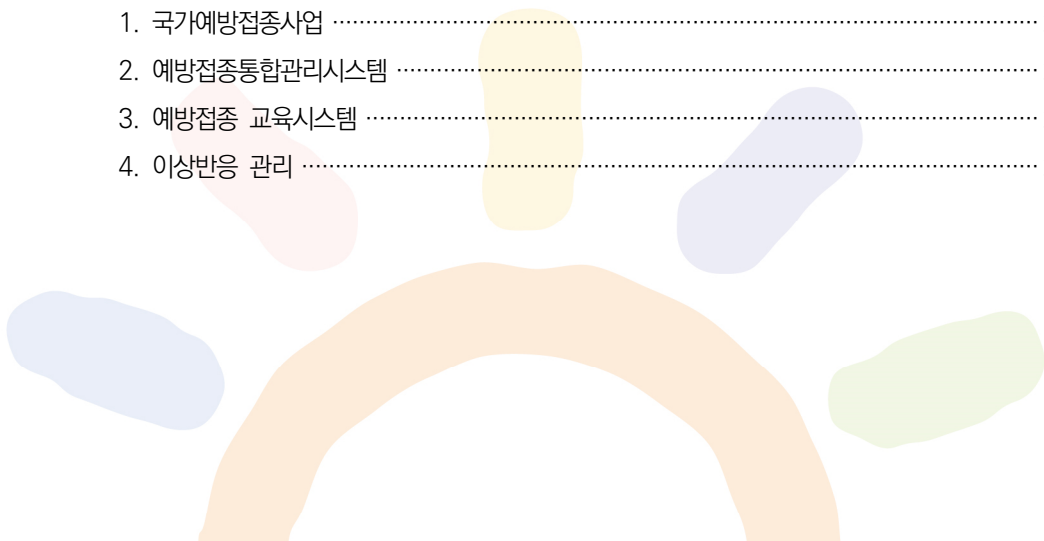 1. 국가예방접종사업 ································································
2. 예방접종통합관리시스템 ································································
3. 예방접종 교육시스템 ································································
4. 이상반응 관리 ································································